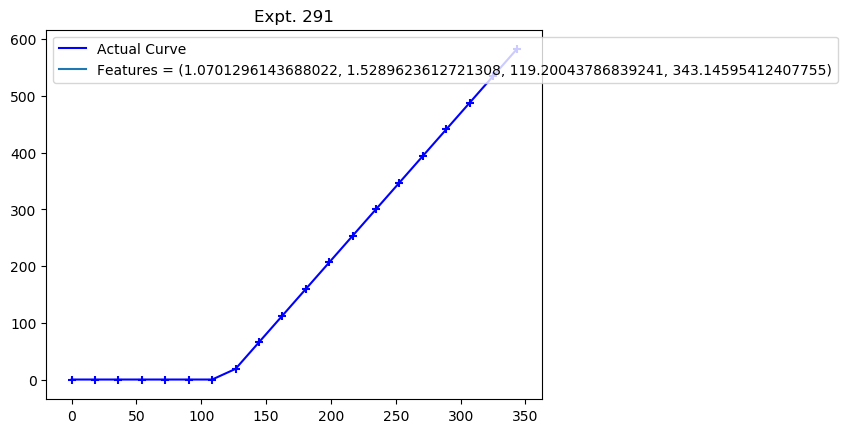 Expt. 291
Actual Curve
Features = (1.0701296143688022, 1.5289623612721308, 119.20043786839241, 343.14595412407755)
600
500
400
300
200
100
0
0 50 100 150 200 250 300 350